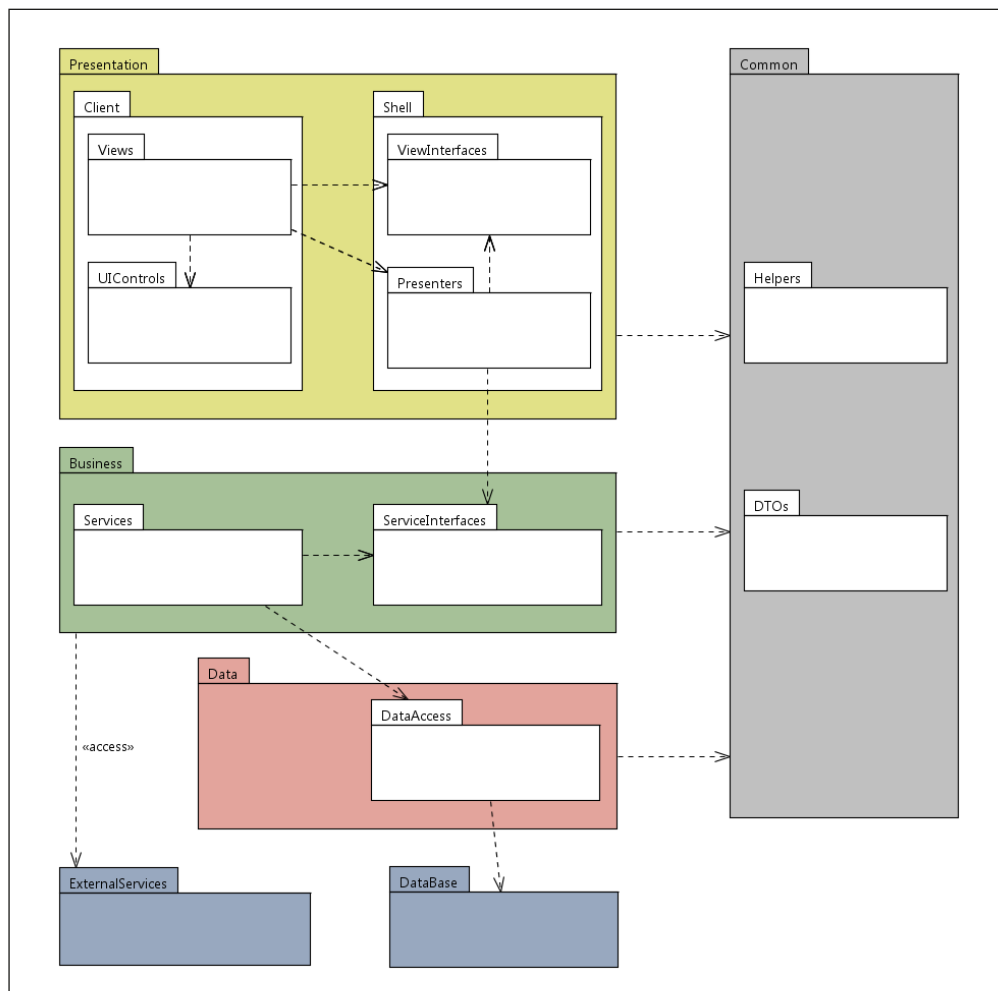 Presentation
Common
Client
Shell
Views
ViewInterfaces
UIControls
Presenters
Helpers
Business
Services
ServiceInterfaces
DTOs
Data
DataAccess
«access»
ExternalServices
DataBase